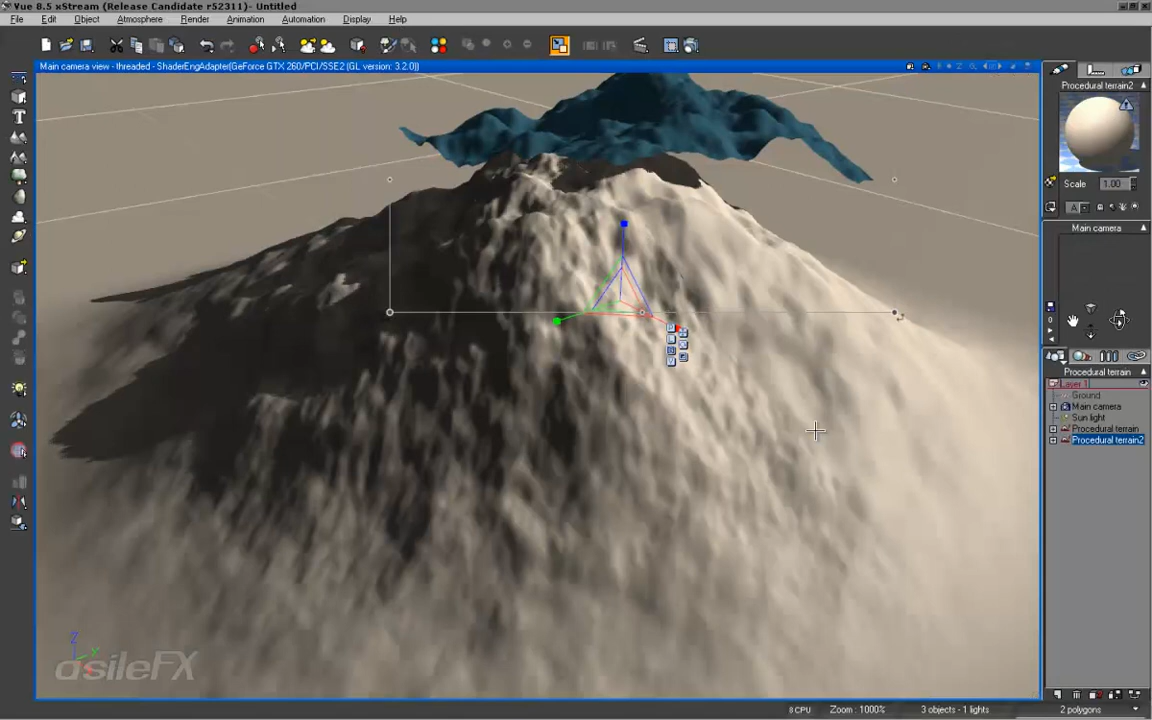 Vue 8.5 xStream (Release Candidate r52311) - Untitled
File Edit Object Atmosphere Render Animation Automation Display Help
Main camera view - threaded - ShaderEngAdapter(GeForce GTX 260/PCI/SSE2 (GL version: 3.2.0))
Procedural terrain2
Scale 1.00
Main camera
Procedural terrain
Layer 1
Ground
Main camera
Sun light
Procedural terrain
Procedural terrain2
Z
asileFX
8 CPU Zoom : 1000% 3 objects - 1 lights 2 polygons